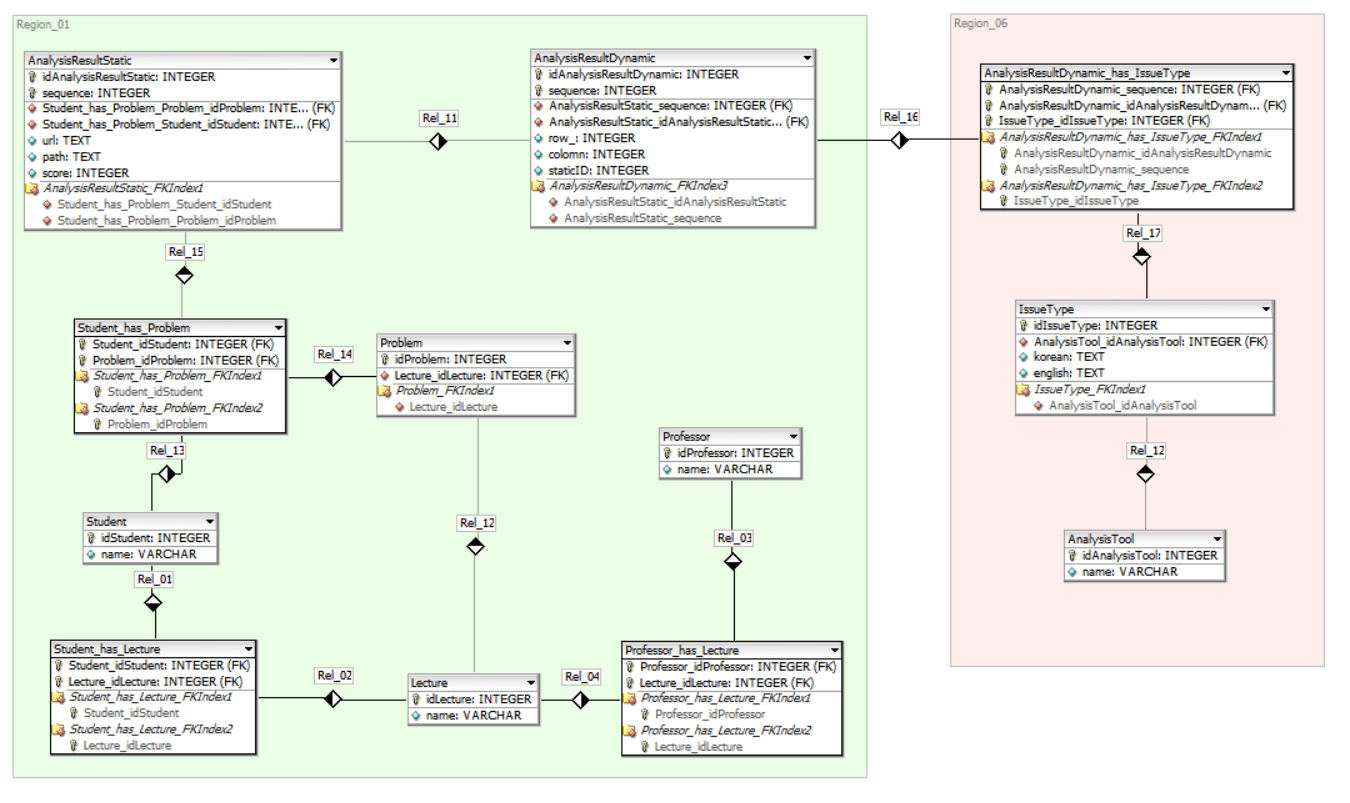 Region_01
AnalysisResultStatic
idAnalysisResultStatic: INTEGER
sequence: INTEGER
Student_has_Problem_Problem_idProblem: INTE... (FK)
Student_has_Problem_Student_idStudent: INTE... (FK)
url: TEXT
path: TEXT
score: INTEGER
AnalysisResultStatic_FKIndex1
Student_has_Problem_Student_idStudent
Student_has_Problem_Problem_idProblem
Rel_11
AnalysisResultDynamic
idAnalysisResultDynamic: INTEGER
sequence: INTEGER
AnalysisResultStatic_sequence: INTEGER (FK)
AnalysisResultStatic_idAnalysisResultStatic... (FK)
row_: INTEGER
colomn: INTEGER
staticID: INTEGER
AnalysisResultDynamic_FKIndex3
AnalysisResultStatic_idAnalysisResultStatic
AnalysisResultStatic_sequence
Rel_16
Rel_15
Student_has_Problem
Student_idStudent: INTEGER (FK)
Problem_idProblem: INTEGER (FK)
Student_has_Problem_FKIndex1
Student_idStudent
Student_has_Problem_FKIndex2
Problem_idProblem
Rel_14
Problem
idProblem: INTEGER
Lecture_idLecture: INTEGER (FK)
Problem_FKIndex1
Lecture_idLecture
Rel_13
Professor
idProfessor: INTEGER
name: VARCHAR
Student
idStudent: INTEGER
name: VARCHAR
Rel_12
Rel_03
Rel_01
Student_has_Lecture
Student_idStudent: INTEGER (FK)
Lecture_idLecture: INTEGER (FK)
Student_has_Lecture_FKIndex1
Student_idStudent
Student_has_Lecture_FKIndex2
Lecture_idLecture
Rel_02
Lecture
idLecture: INTEGER
name: VARCHAR
Rel_04
Professor_has_Lecture
Professor_idProfessor: INTEGER (FK)
Lecture_idLecture: INTEGER (FK)
Professor_has_Lecture_FKIndex1
Professor_idProfessor
Professor_has_Lecture_FKIndex2
Lecture_idLecture
Region_06
AnalysisResultDynamic_has_IssueType
AnalysisResultDynamic_sequence: INTEGER (FK)
AnalysisResultDynamic_idAnalysisResultDynam... (FK)
IssueType_idIssueType: INTEGER (FK)
AnalysisResultDynamic_has_IssueType_FKIndex1
AnalysisResultDynamic_idAnalysisResultDynamic
AnalysisResultDynamic_sequence
AnalysisResultDynamic_has_IssueType_FKIndex2
IssueType_idIssueType
Rel_17
IssueType
idIssueType: INTEGER
AnalysisTool_idAnalysisTool: INTEGER (FK)
korean: TEXT
english: TEXT
IssueType_FKIndex1
AnalysisTool_idAnalysisTool
Rel_12
AnalysisTool
idAnalysisTool: INTEGER
name: VARCHAR